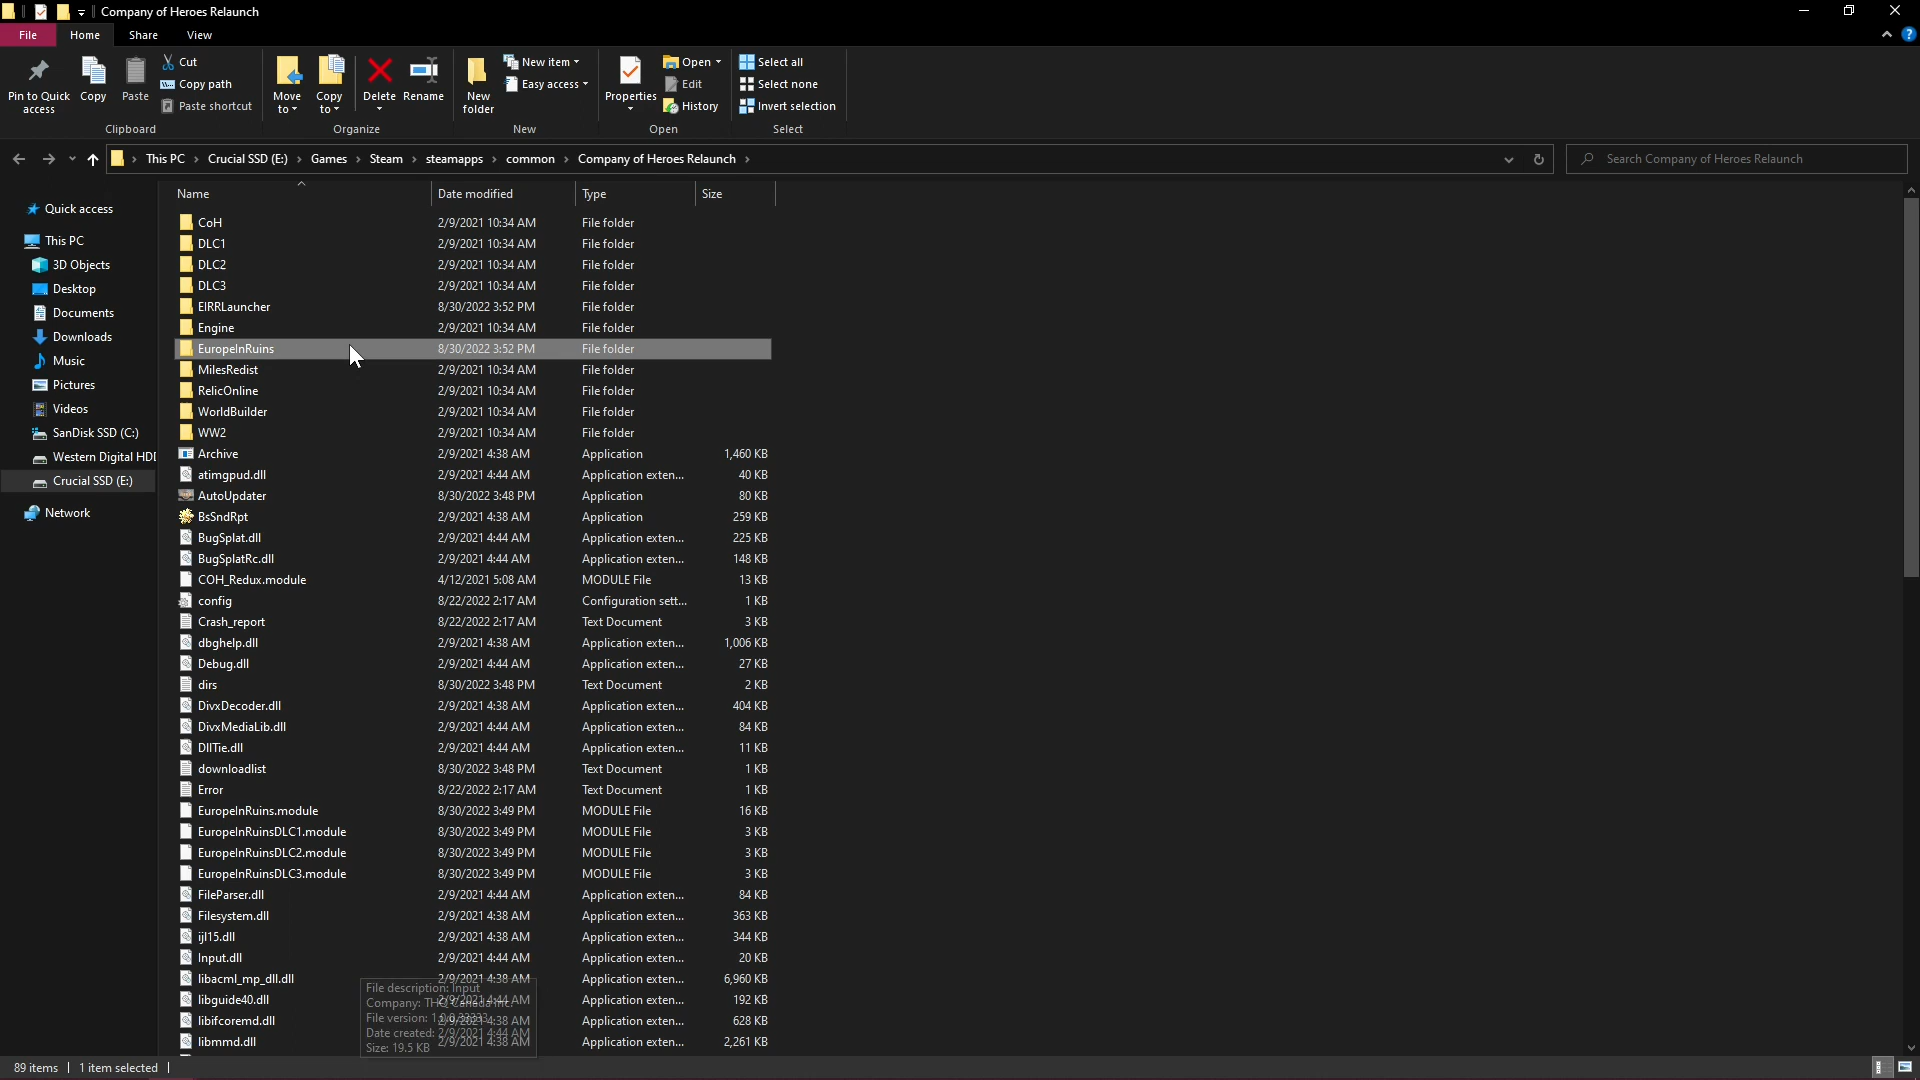 Company of Heroes Relaunch
File Home Share View
Pin to Quick access
Copy
Paste
Cut
Copy path
Paste shortcut
Clipboard
Move to
Copy to
Delete
Rename
Organize
New folder
New item
Easy access
New
Properties
Open
Edit
History
Open
Select all
Select none
Invert selection
Select
This PC › Crucial SSD (E:) › Games › Steam › steamapps › common › Company of Heroes Relaunch ›
Search Company of Heroes Relaunch
Quick access
This PC
3D Objects
Desktop
Documents
Downloads
Music
Pictures
Videos
SanDisk SSD (C:)
Western Digital HD
Crucial SSD (E:)
Network
Name Date modified Type Size
CoH 2/9/2021 10:34 AM File folder
DLC1 2/9/2021 10:34 AM File folder
DLC2 2/9/2021 10:34 AM File folder
DLC3 2/9/2021 10:34 AM File folder
EIRRLauncher 8/30/2022 3:52 PM File folder
Engine 2/9/2021 10:34 AM File folder
EuropeInRuins 8/30/2022 3:52 PM File folder
MilesRedist 2/9/2021 10:34 AM File folder
RelicOnline 2/9/2021 10:34 AM File folder
WorldBuilder 2/9/2021 10:34 AM File folder
WW2 2/9/2021 10:34 AM File folder
Archive 2/9/2021 4:38 AM Application 1,460 KB
atimgpud.dll 2/9/2021 4:44 AM Application exten... 40 KB
AutoUpdater 8/30/2022 3:48 PM Application 80 KB
BsSndRpt 2/9/2021 4:38 AM Application 259 KB
BugSplat.dll 2/9/2021 4:44 AM Application exten... 225 KB
BugSplatRc.dll 2/9/2021 4:44 AM Application exten... 148 KB
COH_Redux.module 4/12/2021 5:08 AM MODULE File 13 KB
config 8/22/2022 2:17 AM Configuration sett... 1 KB
Crash_report 8/22/2022 2:17 AM Text Document 3 KB
dbghelp.dll 2/9/2021 4:38 AM Application exten... 1,006 KB
Debug.dll 2/9/2021 4:44 AM Application exten... 27 KB
dirs 8/30/2022 3:48 PM Text Document 2 KB
DivxDecoder.dll 2/9/2021 4:38 AM Application exten... 404 KB
DivxMediaLib.dll 2/9/2021 4:44 AM Application exten... 84 KB
DllTie.dll 2/9/2021 4:44 AM Application exten... 11 KB
downloadlist 8/30/2022 3:48 PM Text Document 1 KB
Error 8/22/2022 2:17 AM Text Document 1 KB
EuropeInRuins.module 8/30/2022 3:49 PM MODULE File 16 KB
EuropeInRuinsDLC1.module 8/30/2022 3:49 PM MODULE File 3 KB
EuropeInRuinsDLC2.module 8/30/2022 3:49 PM MODULE File 3 KB
EuropeInRuinsDLC3.module 8/30/2022 3:49 PM MODULE File 3 KB
FileParser.dll 2/9/2021 4:44 AM Application exten... 84 KB
Filesystem.dll 2/9/2021 4:38 AM Application exten... 363 KB
ijl15.dll 2/9/2021 4:38 AM Application exten... 344 KB
Input.dll 2/9/2021 4:44 AM Application exten... 20 KB
libacml_mp_dll.dll 2/9/2021 4:38 AM Application exten... 6,960 KB
libguide40.dll 2/9/2021 4:44 AM Application exten... 192 KB
libifcoremd.dll 2/9/2021 4:38 AM Application exten... 628 KB
libmmd.dll 2/9/2021 4:38 AM Application exten... 2,261 KB
File description: Input
Company: THQ Canada Inc.
File version:
Date created: 2/9/2021 4:44 AM
Size: 19.5 KB
89 items 1 item selected